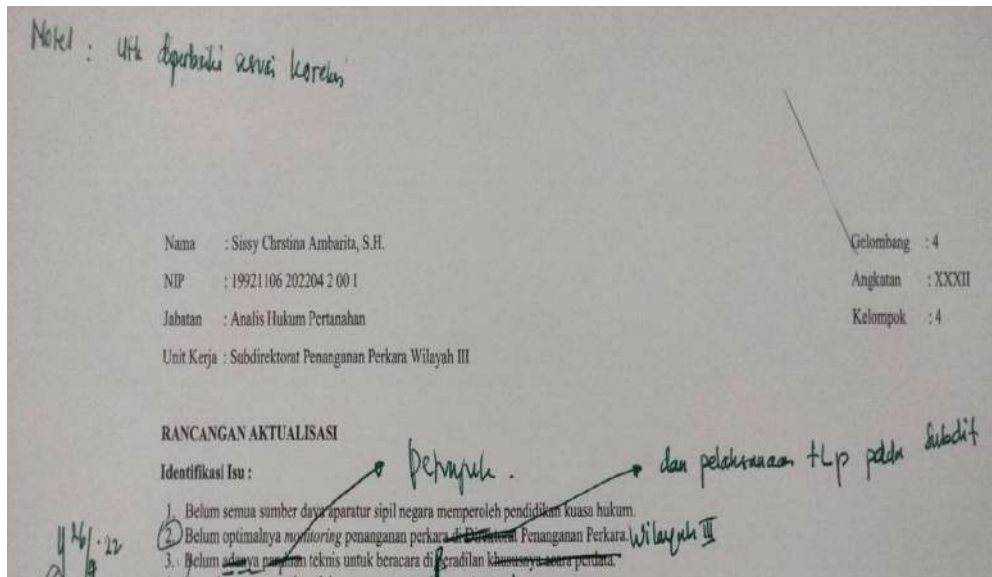 Note! : Utk diperbaiki sesuai koreksi
Nama : Sissy Chrstina Ambarita, S.H.
Gelombang : 4
NIP : 19921106 202204 2 00 1
Angkatan : XXXII
Jabatan : Analis Hukum Pertanahan
Kelompok : 4
Unit Kerja : Subdirektorat Penanganan Perkara Wilayah III
RANCANGAN AKTUALISASI
petunjuk.
dan pelaksanaan tLp pada Subdit
Identifikasi Isu :
1. Belum semua sumber daya aparatur sipil negara memperoleh pendidikan kuasa hukum.
2. Belum optimalnya monitoring penanganan perkara di Direktorat Penanganan Perkara. Wilayah III
3. Belum adanya panduan teknis untuk beracara di Peradilan khususnya acara perdata.